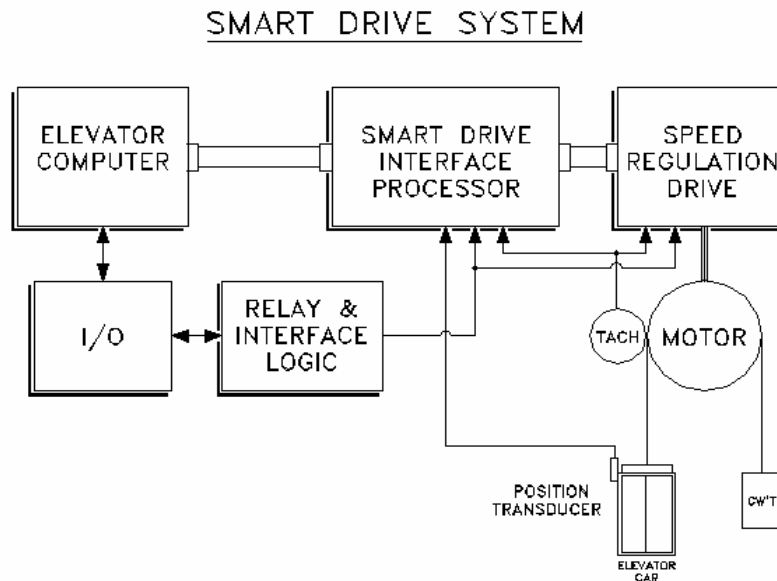 SMART DRIVE SYSTEM
ELEVATOR
COMPUTER
SMART DRIVE
INTERFACE
PROCESSOR
SPEED
REGULATION
DRIVE
I/O
RELAY &
INTERFACE
LOGIC
TACH
MOTOR
POSITION
TRANSDUCER
CW'T
ELEVATOR
CAR